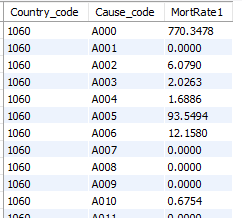 Country_code Cause_code MortRate1
1060 A000 770.3478
1060 A001 0.0000
1060 A002 6.0790
1060 A003 2.0263
1060 A004 1.6886
1060 A005 93.5494
1060 A006 12.1580
1060 A007 0.0000
1060 A008 0.0000
1060 A009 0.0000
1060 A010 0.6754
1060 A011 0.0000